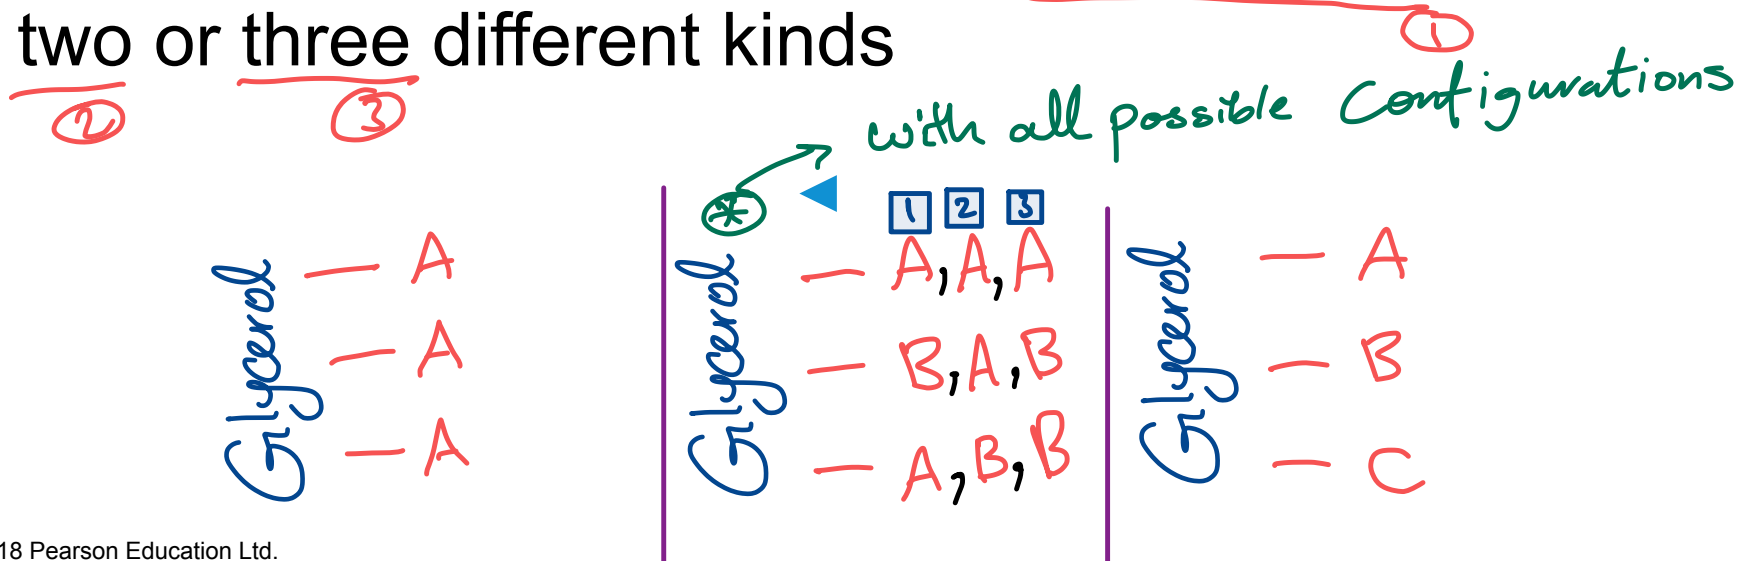 two or three different kinds
1
2
3
with all possible Configurations
*
1 2 3
Glycerol
A
A
A
Glycerol
A, A, A
B, A, B
A, B, B
Glycerol
A
B
C
18 Pearson Education Ltd.